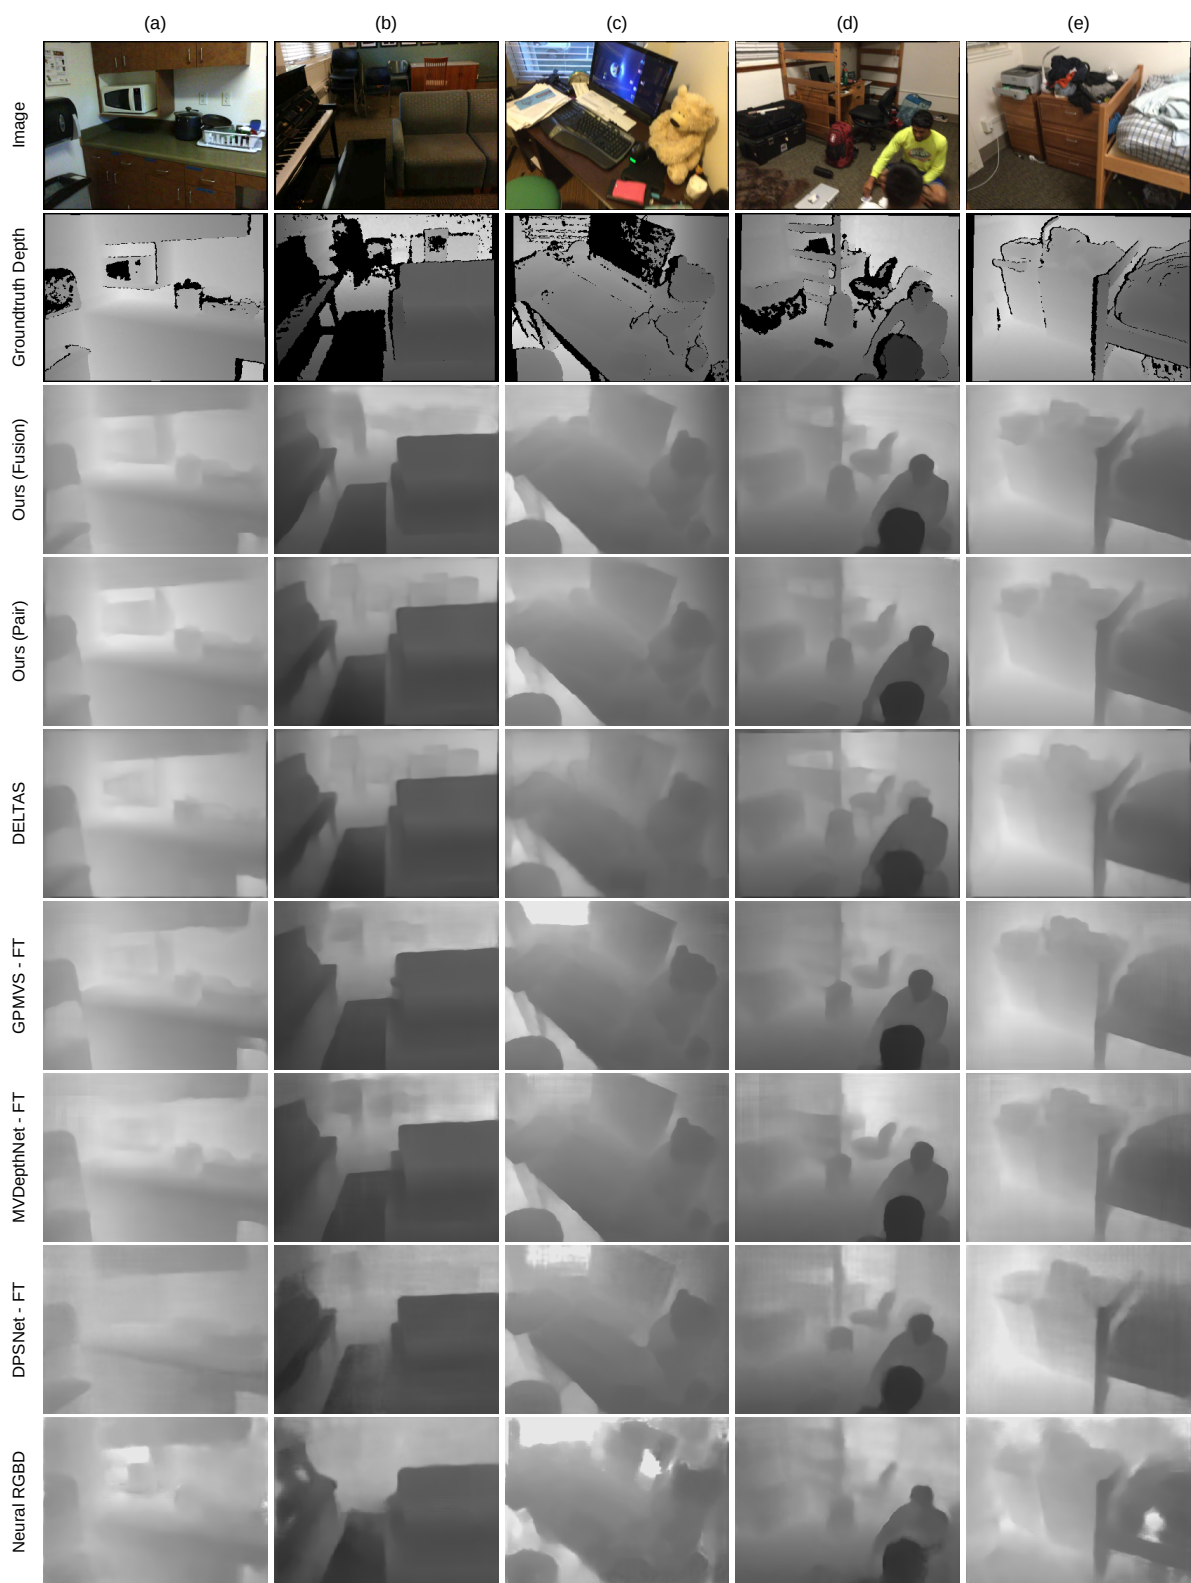 (a) (b) (c) (d) (e)
Image
Groundtruth Depth
Ours (Fusion)
Ours (Pair)
DELTAS
GPMVS - FT
MVDepthNet - FT
DPSNet - FT
Neural RGBD